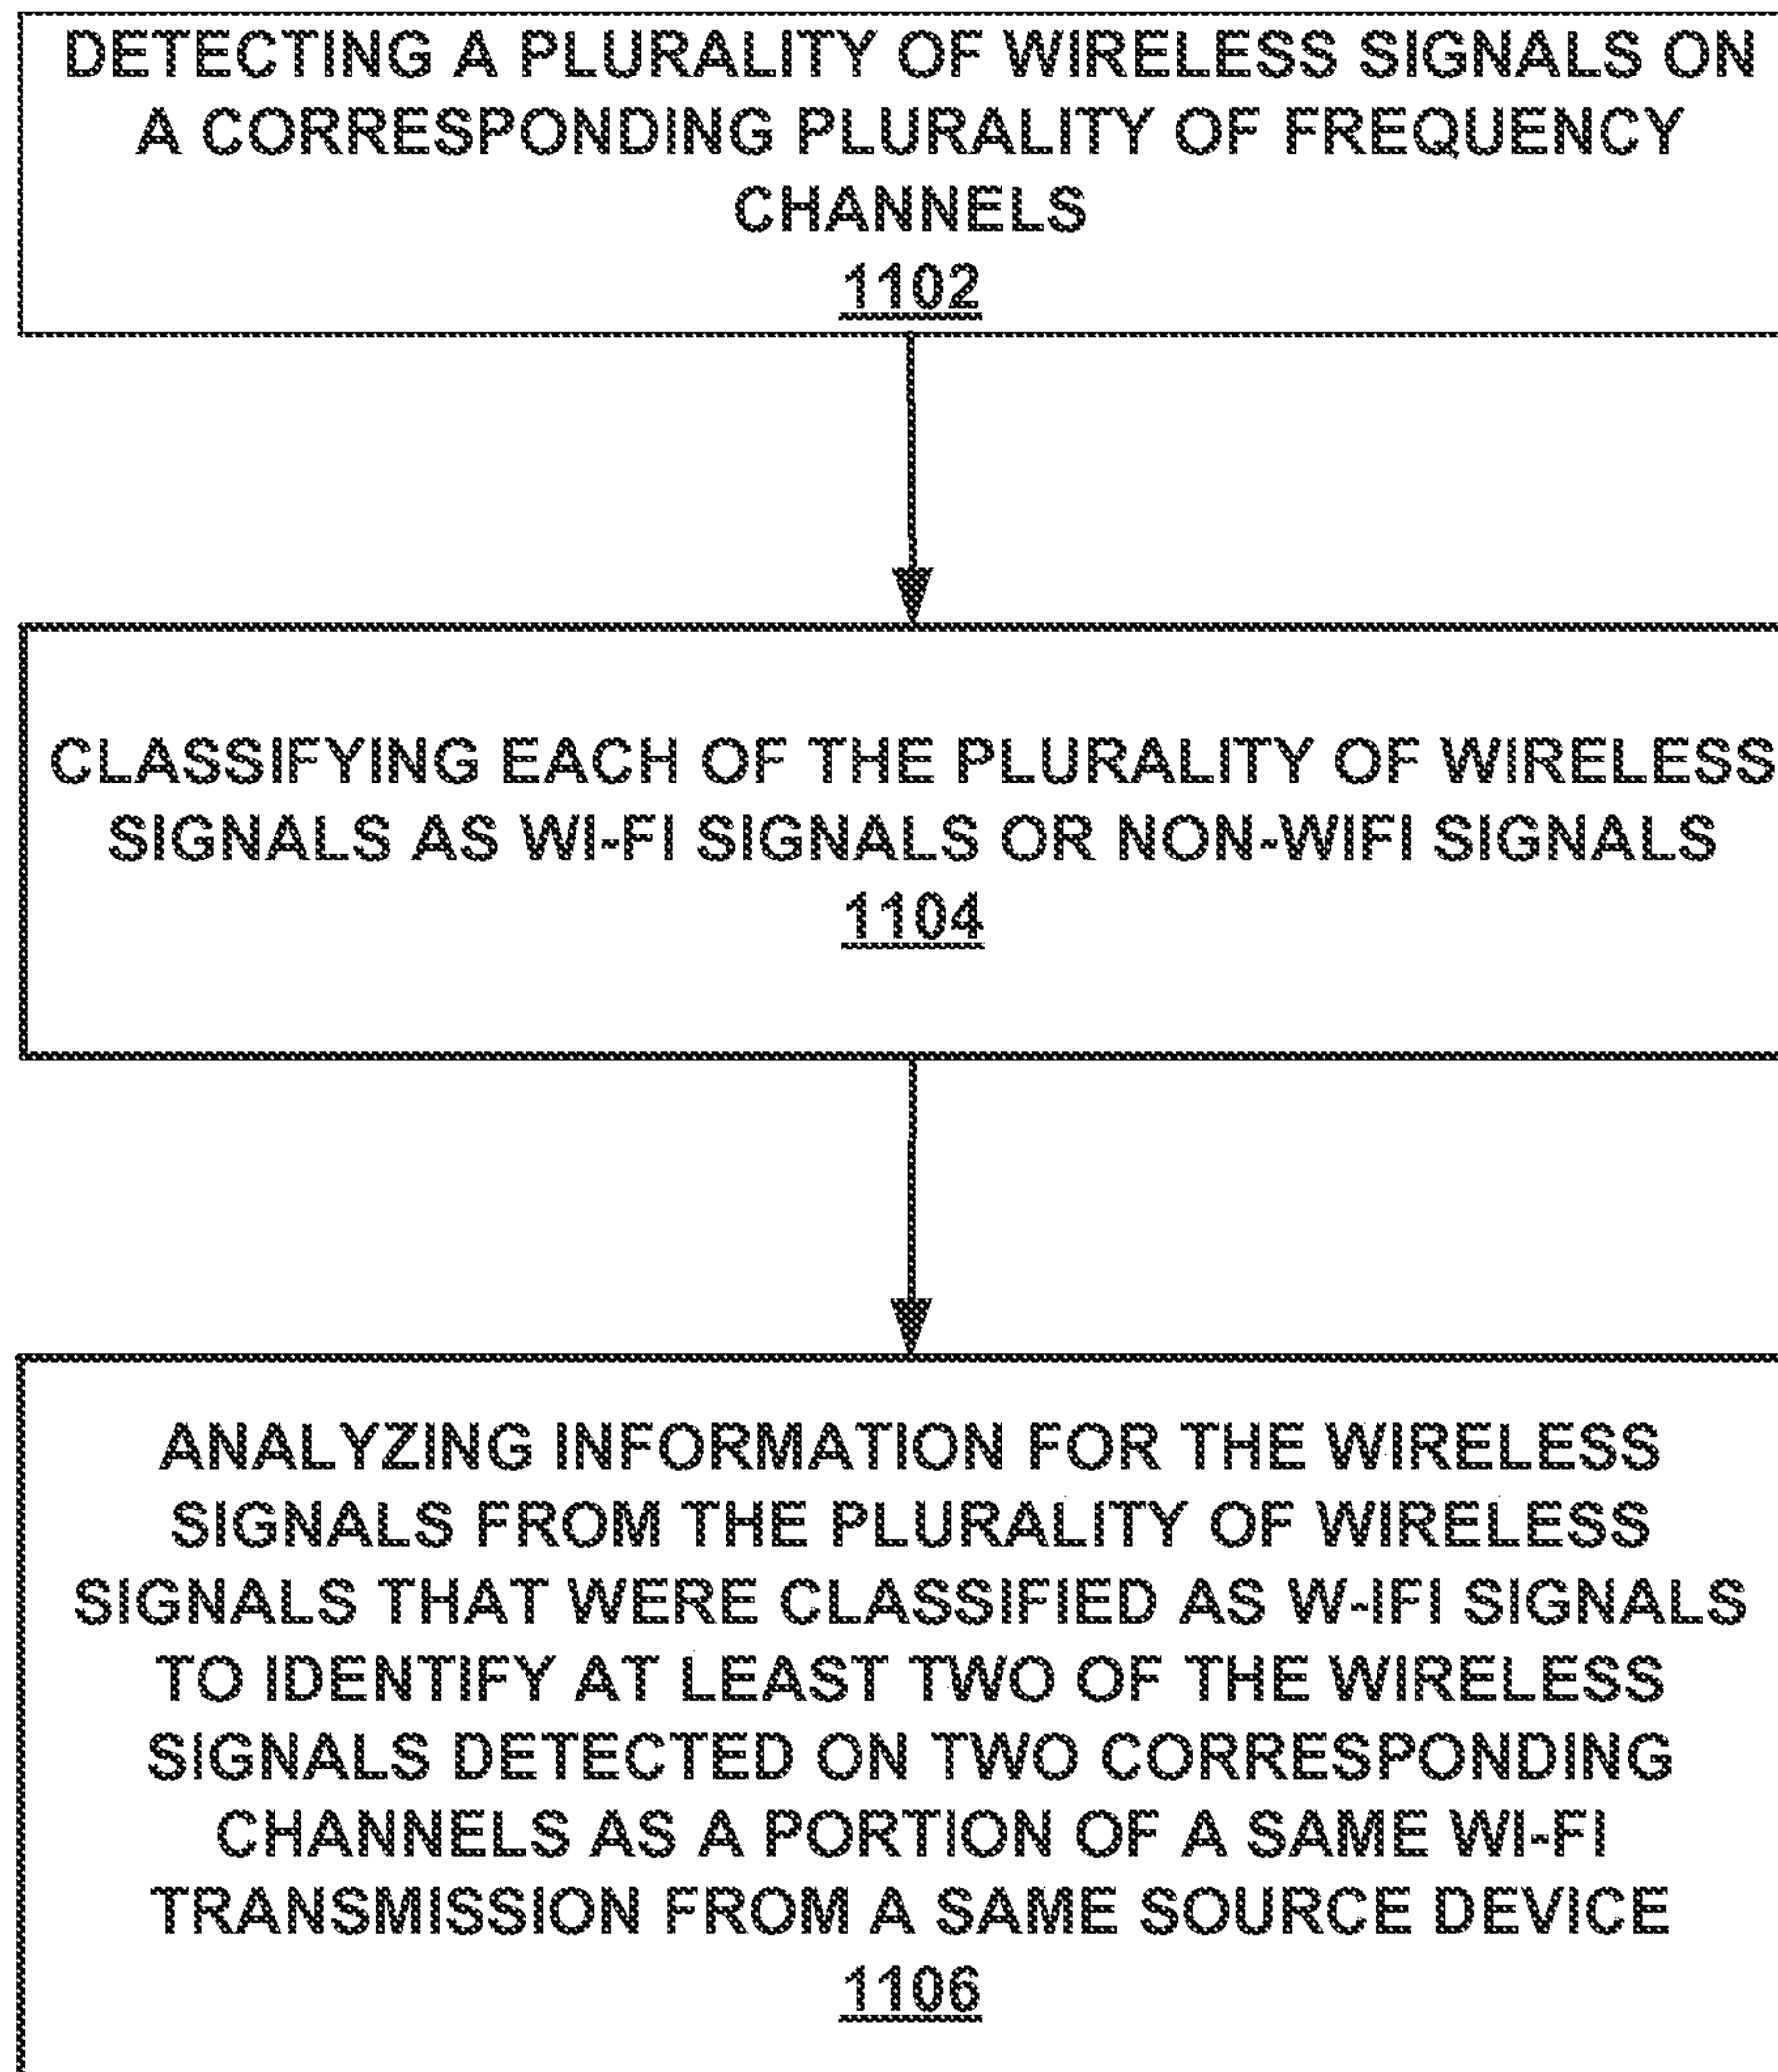 DETECTING A PLURALITY OF WIRELESS SIGNALS ON
A CORRESPONDING PLURALITY OF FREQUENCY
CHANNELS
1102
CLASSIFYING EACH OF THE PLURALITY OF WIRELESS
SIGNALS AS WI-FI SIGNALS OR NON-WIFI SIGNALS
1104
ANALYZING INFORMATION FOR THE WIRELESS
SIGNALS FROM THE PLURALITY OF WIRELESS
SIGNALS THAT WERE CLASSIFIED AS W-IFI SIGNALS
TO IDENTIFY AT LEAST TWO OF THE WIRELESS
SIGNALS DETECTED ON TWO CORRESPONDING
CHANNELS AS A PORTION OF A SAME WI-FI
TRANSMISSION FROM A SAME SOURCE DEVICE
1106